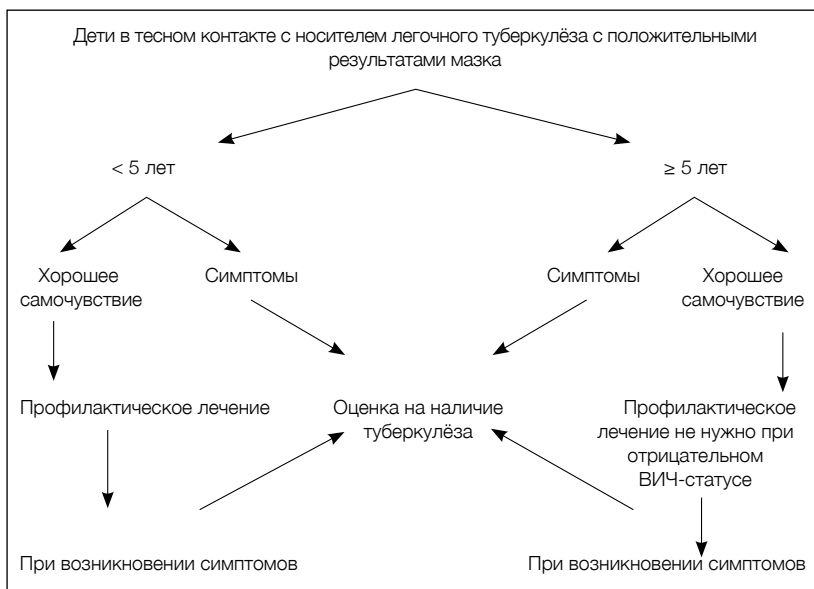 Дети в тесном контакте с носителем легочного туберкулёза с положительными
результатами мазка
< 5 лет
≥ 5 лет
Хорошее
самочувствие
Симптомы
Симптомы
Хорошее
самочувствие
Профилактическое лечение
Оценка на наличие
туберкулёза
Профилактическое
лечение не нужно при
отрицательном
ВИЧ-статусе
При возникновении симптомов
При возникновении симптомов